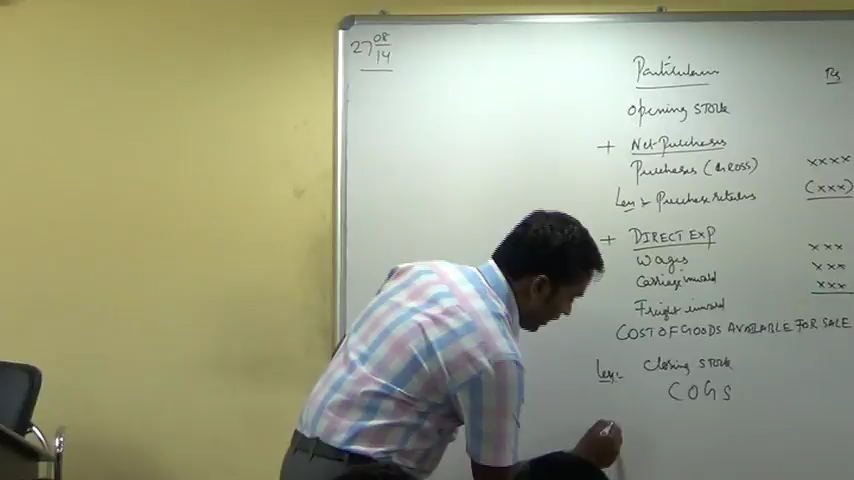 27 08/14
Particulars Rs
Opening STOCK
+ Net Purchases
Purchases (GROSS) xxxx
Less: Purchase returns (xxx)
+ DIRECT EXP
Wages xxx
Carriage inward xxx
Freight inward xxx
COST OF GOODS AVAILABLE FOR SALE
Less: Closing STOCK
COGS